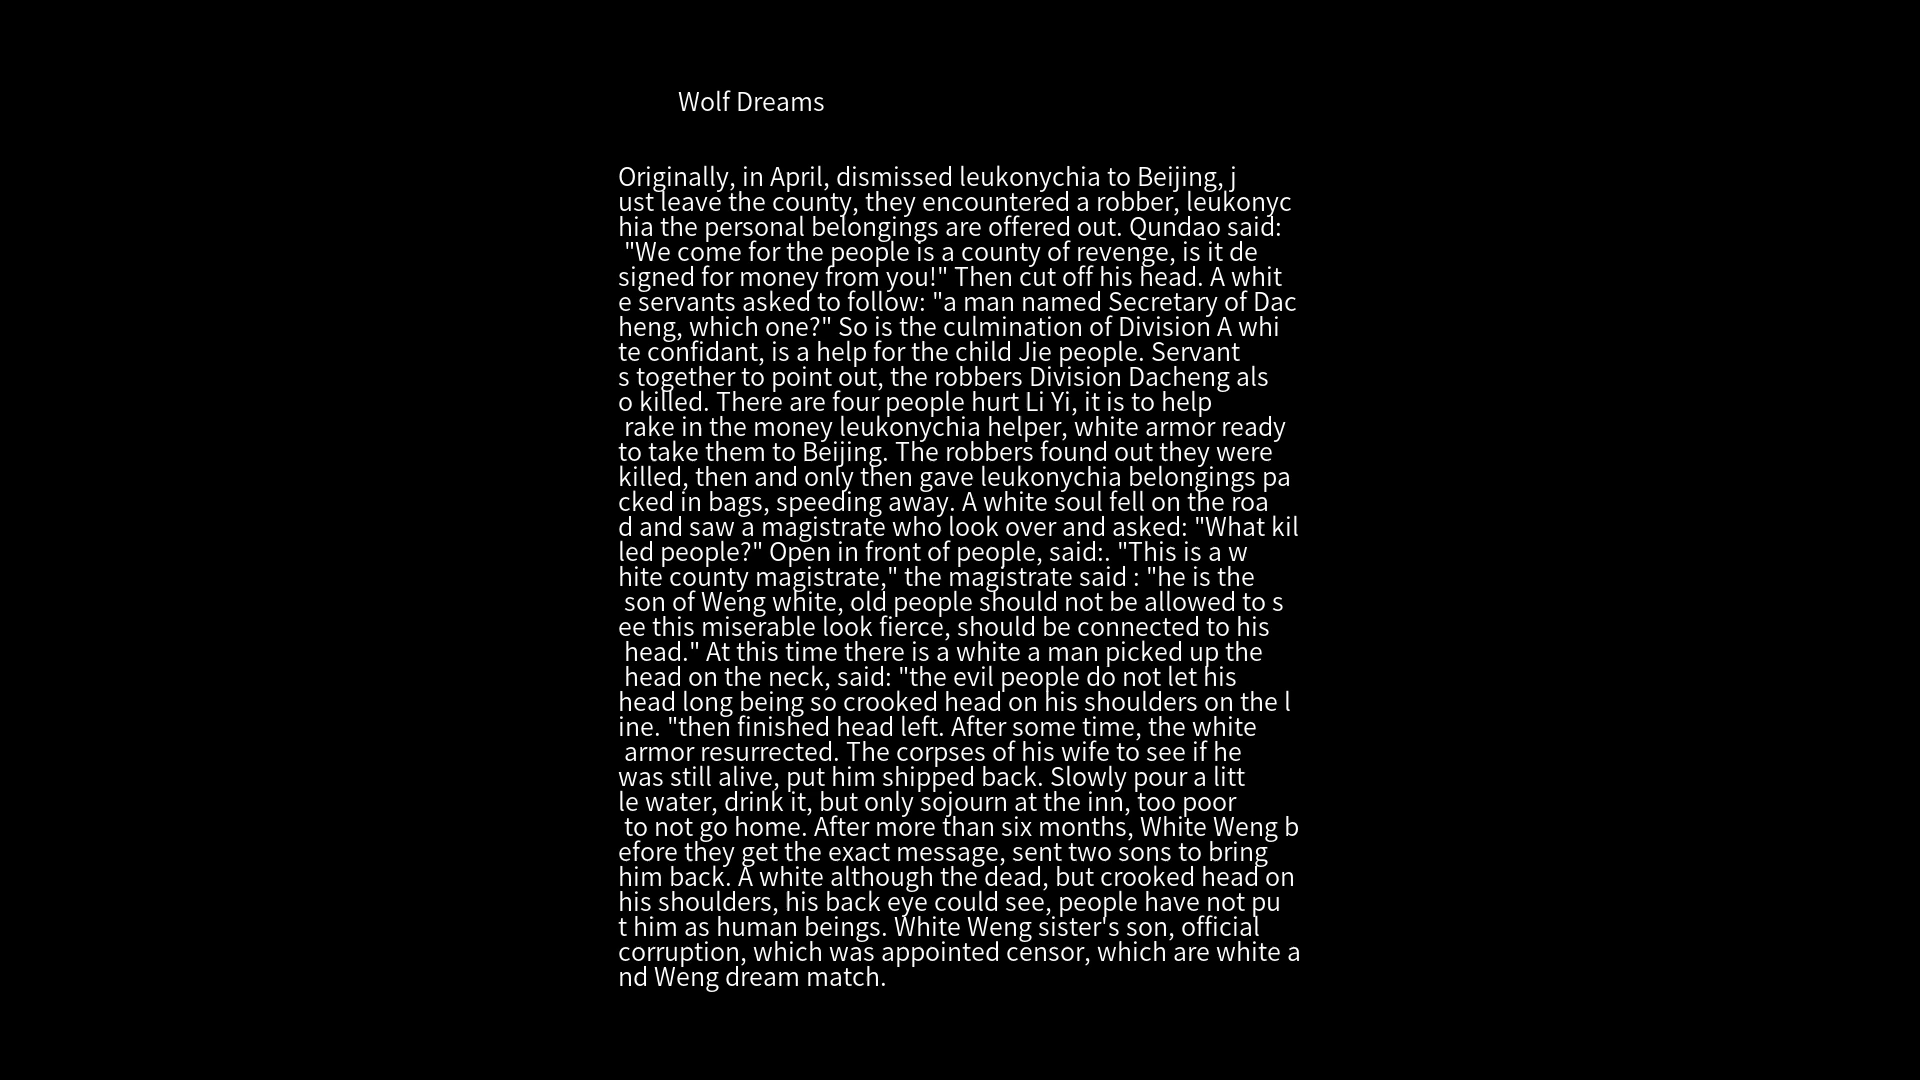 Wolf Dreams
Originally, in April, dismissed leukonychia to Beijing, j
ust leave the county, they encountered a robber, leukonyc
hia the personal belongings are offered out. Qundao said:
"We come for the people is a county of revenge, is it de
signed for money from you!" Then cut off his head. A whit
e servants asked to follow: "a man named Secretary of Dac
heng, which one?" So is the culmination of Division A whi
te confidant, is a help for the child Jie people. Servant
s together to point out, the robbers Division Dacheng als
o killed. There are four people hurt Li Yi, it is to help
rake in the money leukonychia helper, white armor ready
to take them to Beijing. The robbers found out they were
killed, then and only then gave leukonychia belongings pa
cked in bags, speeding away. A white soul fell on the roa
d and saw a magistrate who look over and asked: "What kil
led people?" Open in front of people, said:. "This is a w
hite county magistrate," the magistrate said : "he is the
son of Weng white, old people should not be allowed to s
ee this miserable look fierce, should be connected to his
head." At this time there is a white a man picked up the
head on the neck, said: "the evil people do not let his
head long being so crooked head on his shoulders on the l
ine. "then finished head left. After some time, the white
armor resurrected. The corpses of his wife to see if he
was still alive, put him shipped back. Slowly pour a litt
le water, drink it, but only sojourn at the inn, too poor
to not go home. After more than six months, White Weng b
efore they get the exact message, sent two sons to bring
him back. A white although the dead, but crooked head on
his shoulders, his back eye could see, people have not pu
t him as human beings. White Weng sister's son, official
corruption, which was appointed censor, which are white a
nd Weng dream match.